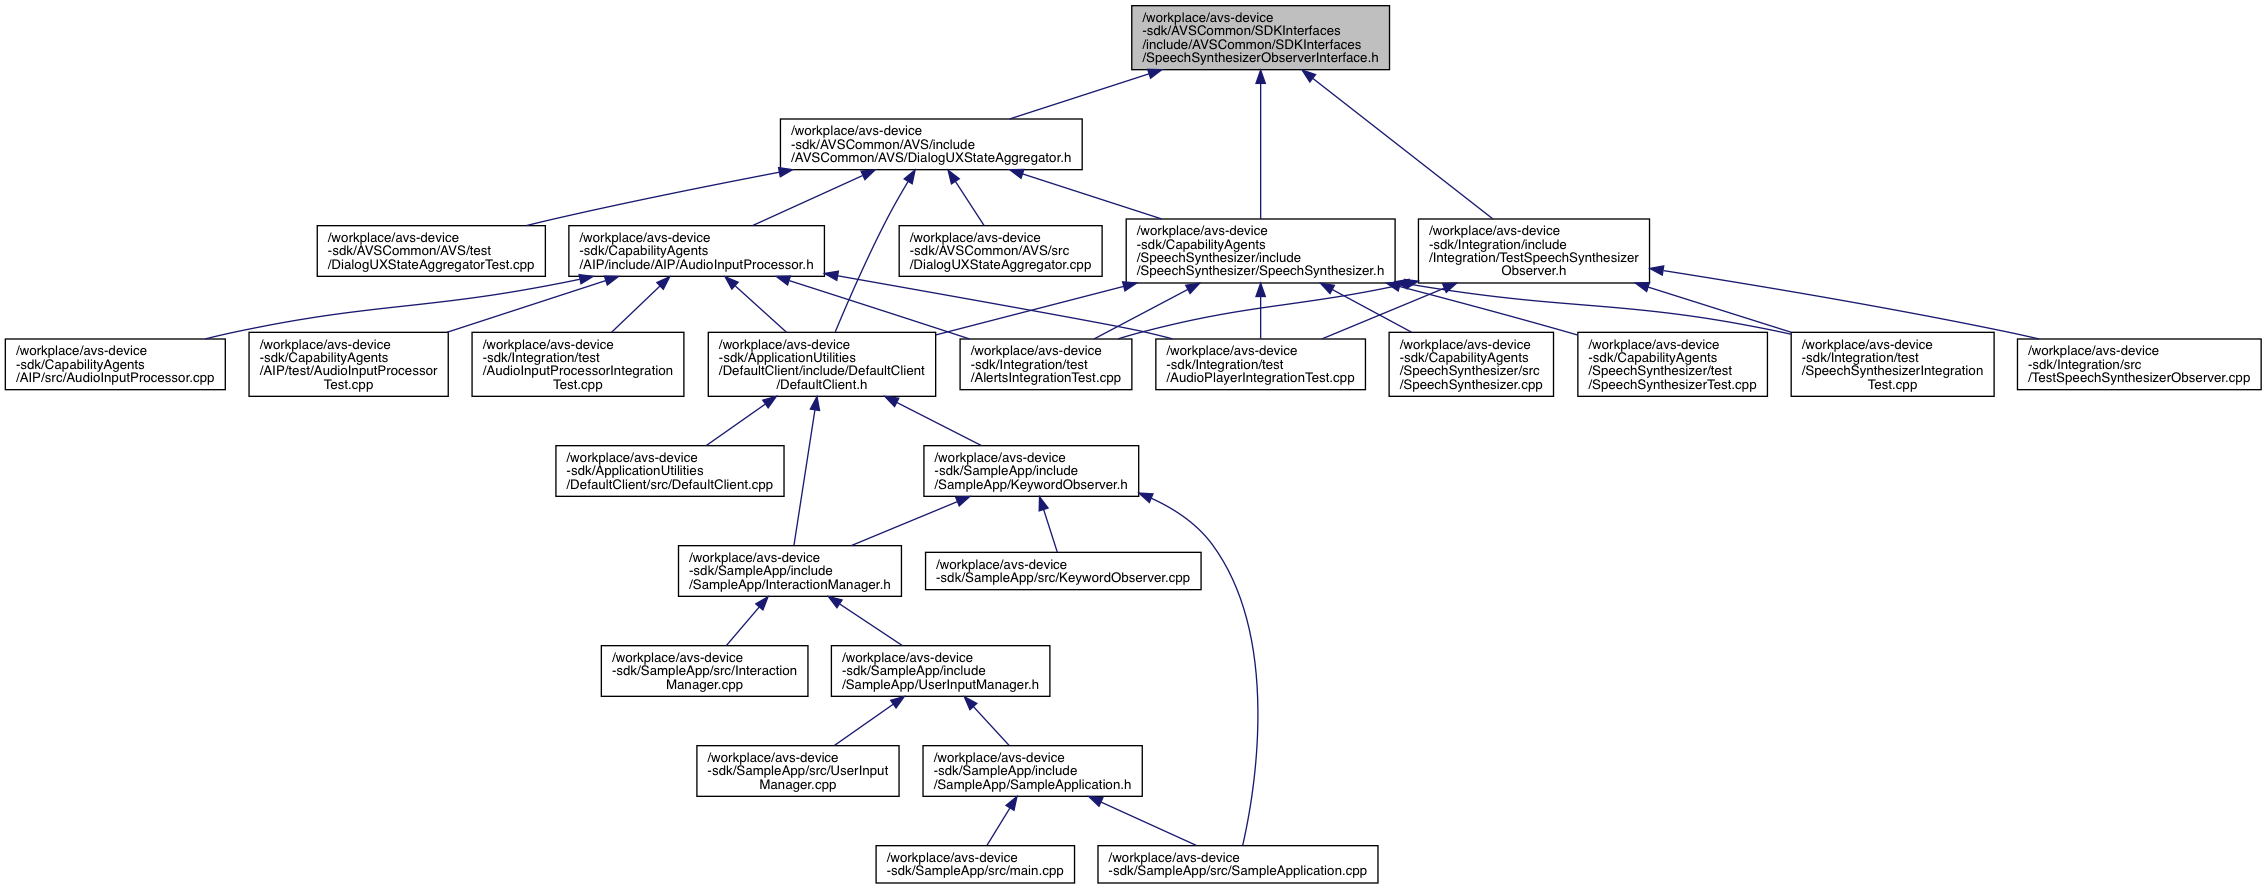 /workplace/avs-device
-sdk/AVSCommon/SDKInterfaces
/include/AVSCommon/SDKInterfaces
/SpeechSynthesizerObserverInterface.h
/workplace/avs-device
-sdk/AVSCommon/AVS/include
/AVSCommon/AVS/DialogUXStateAggregator.h
/workplace/avs-device
-sdk/AVSCommon/AVS/test
/DialogUXStateAggregatorTest.cpp
/workplace/avs-device
-sdk/CapabilityAgents
/AIP/include/AIP/AudioInputProcessor.h
/workplace/avs-device
-sdk/AVSCommon/AVS/src
/DialogUXStateAggregator.cpp
/workplace/avs-device
-sdk/CapabilityAgents
/SpeechSynthesizer/include
/SpeechSynthesizer/SpeechSynthesizer.h
/workplace/avs-device
-sdk/Integration/include
/Integration/TestSpeechSynthesizer
Observer.h
/workplace/avs-device
-sdk/CapabilityAgents
/AIP/src/AudioInputProcessor.cpp
/workplace/avs-device
-sdk/CapabilityAgents
/AIP/test/AudioInputProcessor
Test.cpp
/workplace/avs-device
-sdk/Integration/test
/AudioInputProcessorIntegration
Test.cpp
/workplace/avs-device
-sdk/ApplicationUtilities
/DefaultClient/include/DefaultClient
/DefaultClient.h
/workplace/avs-device
-sdk/Integration/test
/AlertsIntegrationTest.cpp
/workplace/avs-device
-sdk/Integration/test
/AudioPlayerIntegrationTest.cpp
/workplace/avs-device
-sdk/CapabilityAgents
/SpeechSynthesizer/src
/SpeechSynthesizer.cpp
/workplace/avs-device
-sdk/CapabilityAgents
/SpeechSynthesizer/test
/SpeechSynthesizerTest.cpp
/workplace/avs-device
-sdk/Integration/test
/SpeechSynthesizerIntegration
Test.cpp
/workplace/avs-device
-sdk/Integration/src
/TestSpeechSynthesizerObserver.cpp
/workplace/avs-device
-sdk/ApplicationUtilities
/DefaultClient/src/DefaultClient.cpp
/workplace/avs-device
-sdk/SampleApp/include
/SampleApp/KeywordObserver.h
/workplace/avs-device
-sdk/SampleApp/include
/SampleApp/InteractionManager.h
/workplace/avs-device
-sdk/SampleApp/src/KeywordObserver.cpp
/workplace/avs-device
-sdk/SampleApp/src/Interaction
Manager.cpp
/workplace/avs-device
-sdk/SampleApp/include
/SampleApp/UserInputManager.h
/workplace/avs-device
-sdk/SampleApp/src/UserInput
Manager.cpp
/workplace/avs-device
-sdk/SampleApp/include
/SampleApp/SampleApplication.h
/workplace/avs-device
-sdk/SampleApp/src/main.cpp
/workplace/avs-device
-sdk/SampleApp/src/SampleApplication.cpp